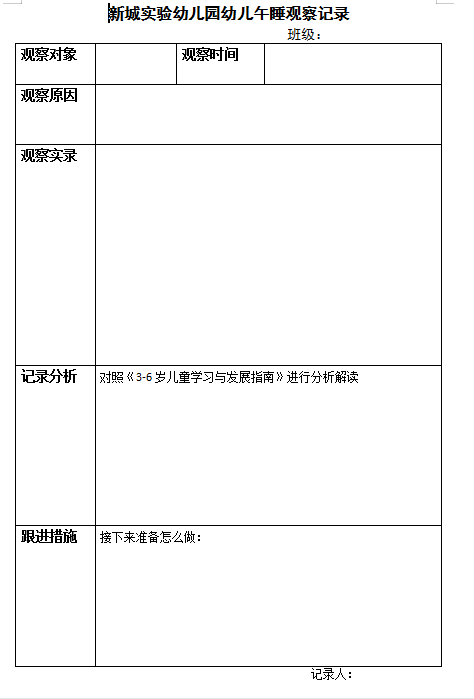 新城实验幼儿园幼儿午睡观察记录
班级：
观察对象 观察时间
观察原因
观察实录
记录分析 对照《3-6 岁儿童学习与发展指南》进行分析解读
跟进措施 接下来准备怎么做：
记录人：